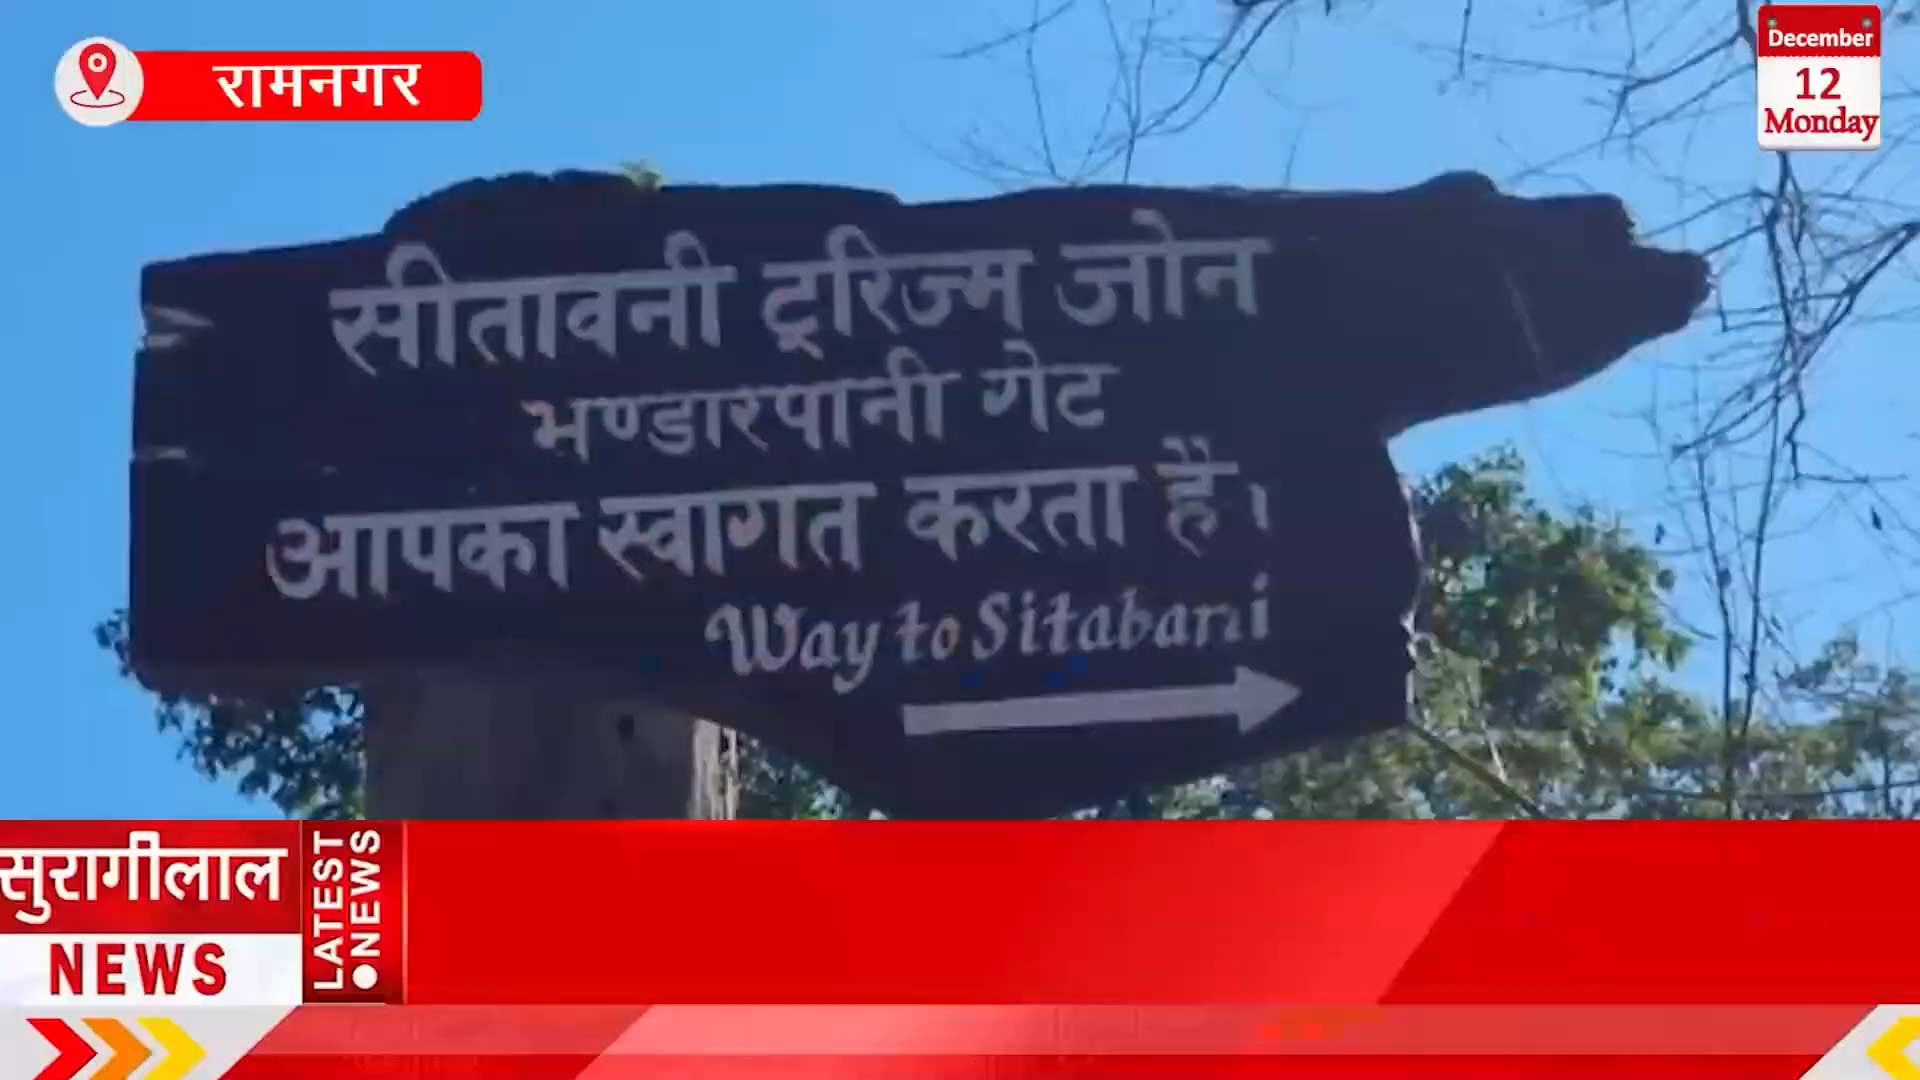 रामनगर
December
12
Monday
सीतावनी ट्रूरिज्म जोन
भण्डारपानी गेट
आपका स्वागत करता है।
Way to Sitabani
सुरागीलाल
NEWS
LATEST
NEWS